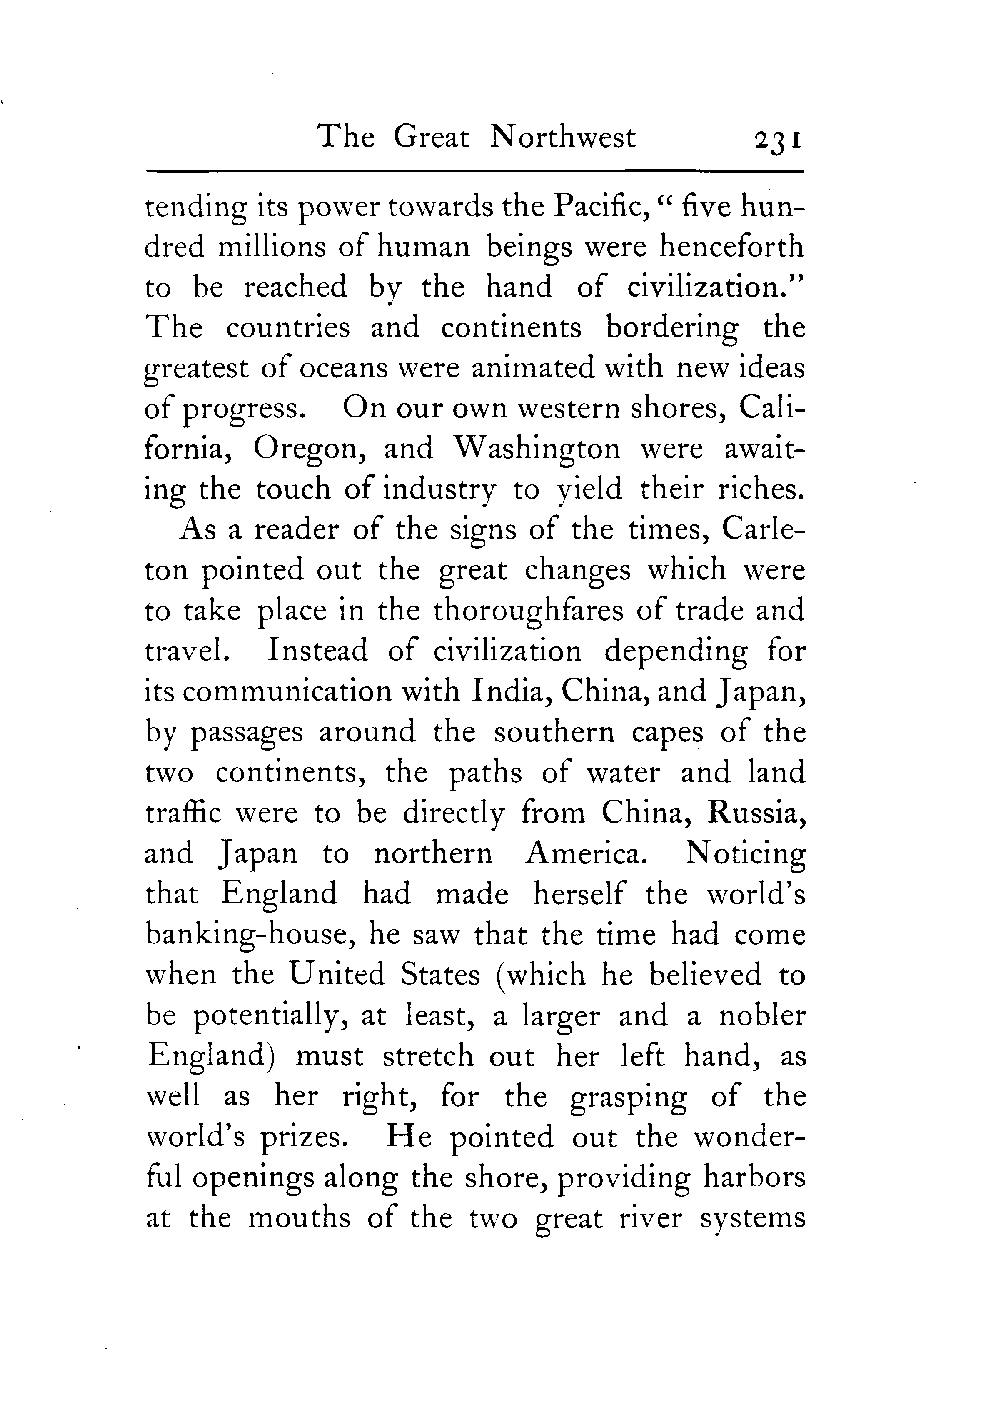 The Great Northwest 231
tending its power towards the Pacific, “ five hun-
dred millions of human beings were henceforth
to be reached by the hand of civilization.”
The countries and continents bordering the
greatest of oceans were animated with new ideas
of progress. On our own western shores, Cali-
fornia, Oregon, and Washington were await-
ing the touch of industry to yield their riches.
As a reader of the signs of the times, Carle-
ton pointed out the great changes which were
to take place in the thoroughfares of trade and
travel. Instead of civilization depending for
its communication with India, China, and Japan,
by passages around the southern capes of the
two continents, the paths of water and land
traffic were to be directly from China, Russia,
and Japan to northern America. Noticing
that England had made herself the world’s
banking-house, he saw that the time had come
when the United States (which he believed to
be potentially, at least, a larger and a nobler
England) must stretch out her left hand, as
well as her right, for the grasping of the
world’s prizes. He pointed out the wonder-
ful openings along the shore, providing harbors
at the mouths of the two great river systems